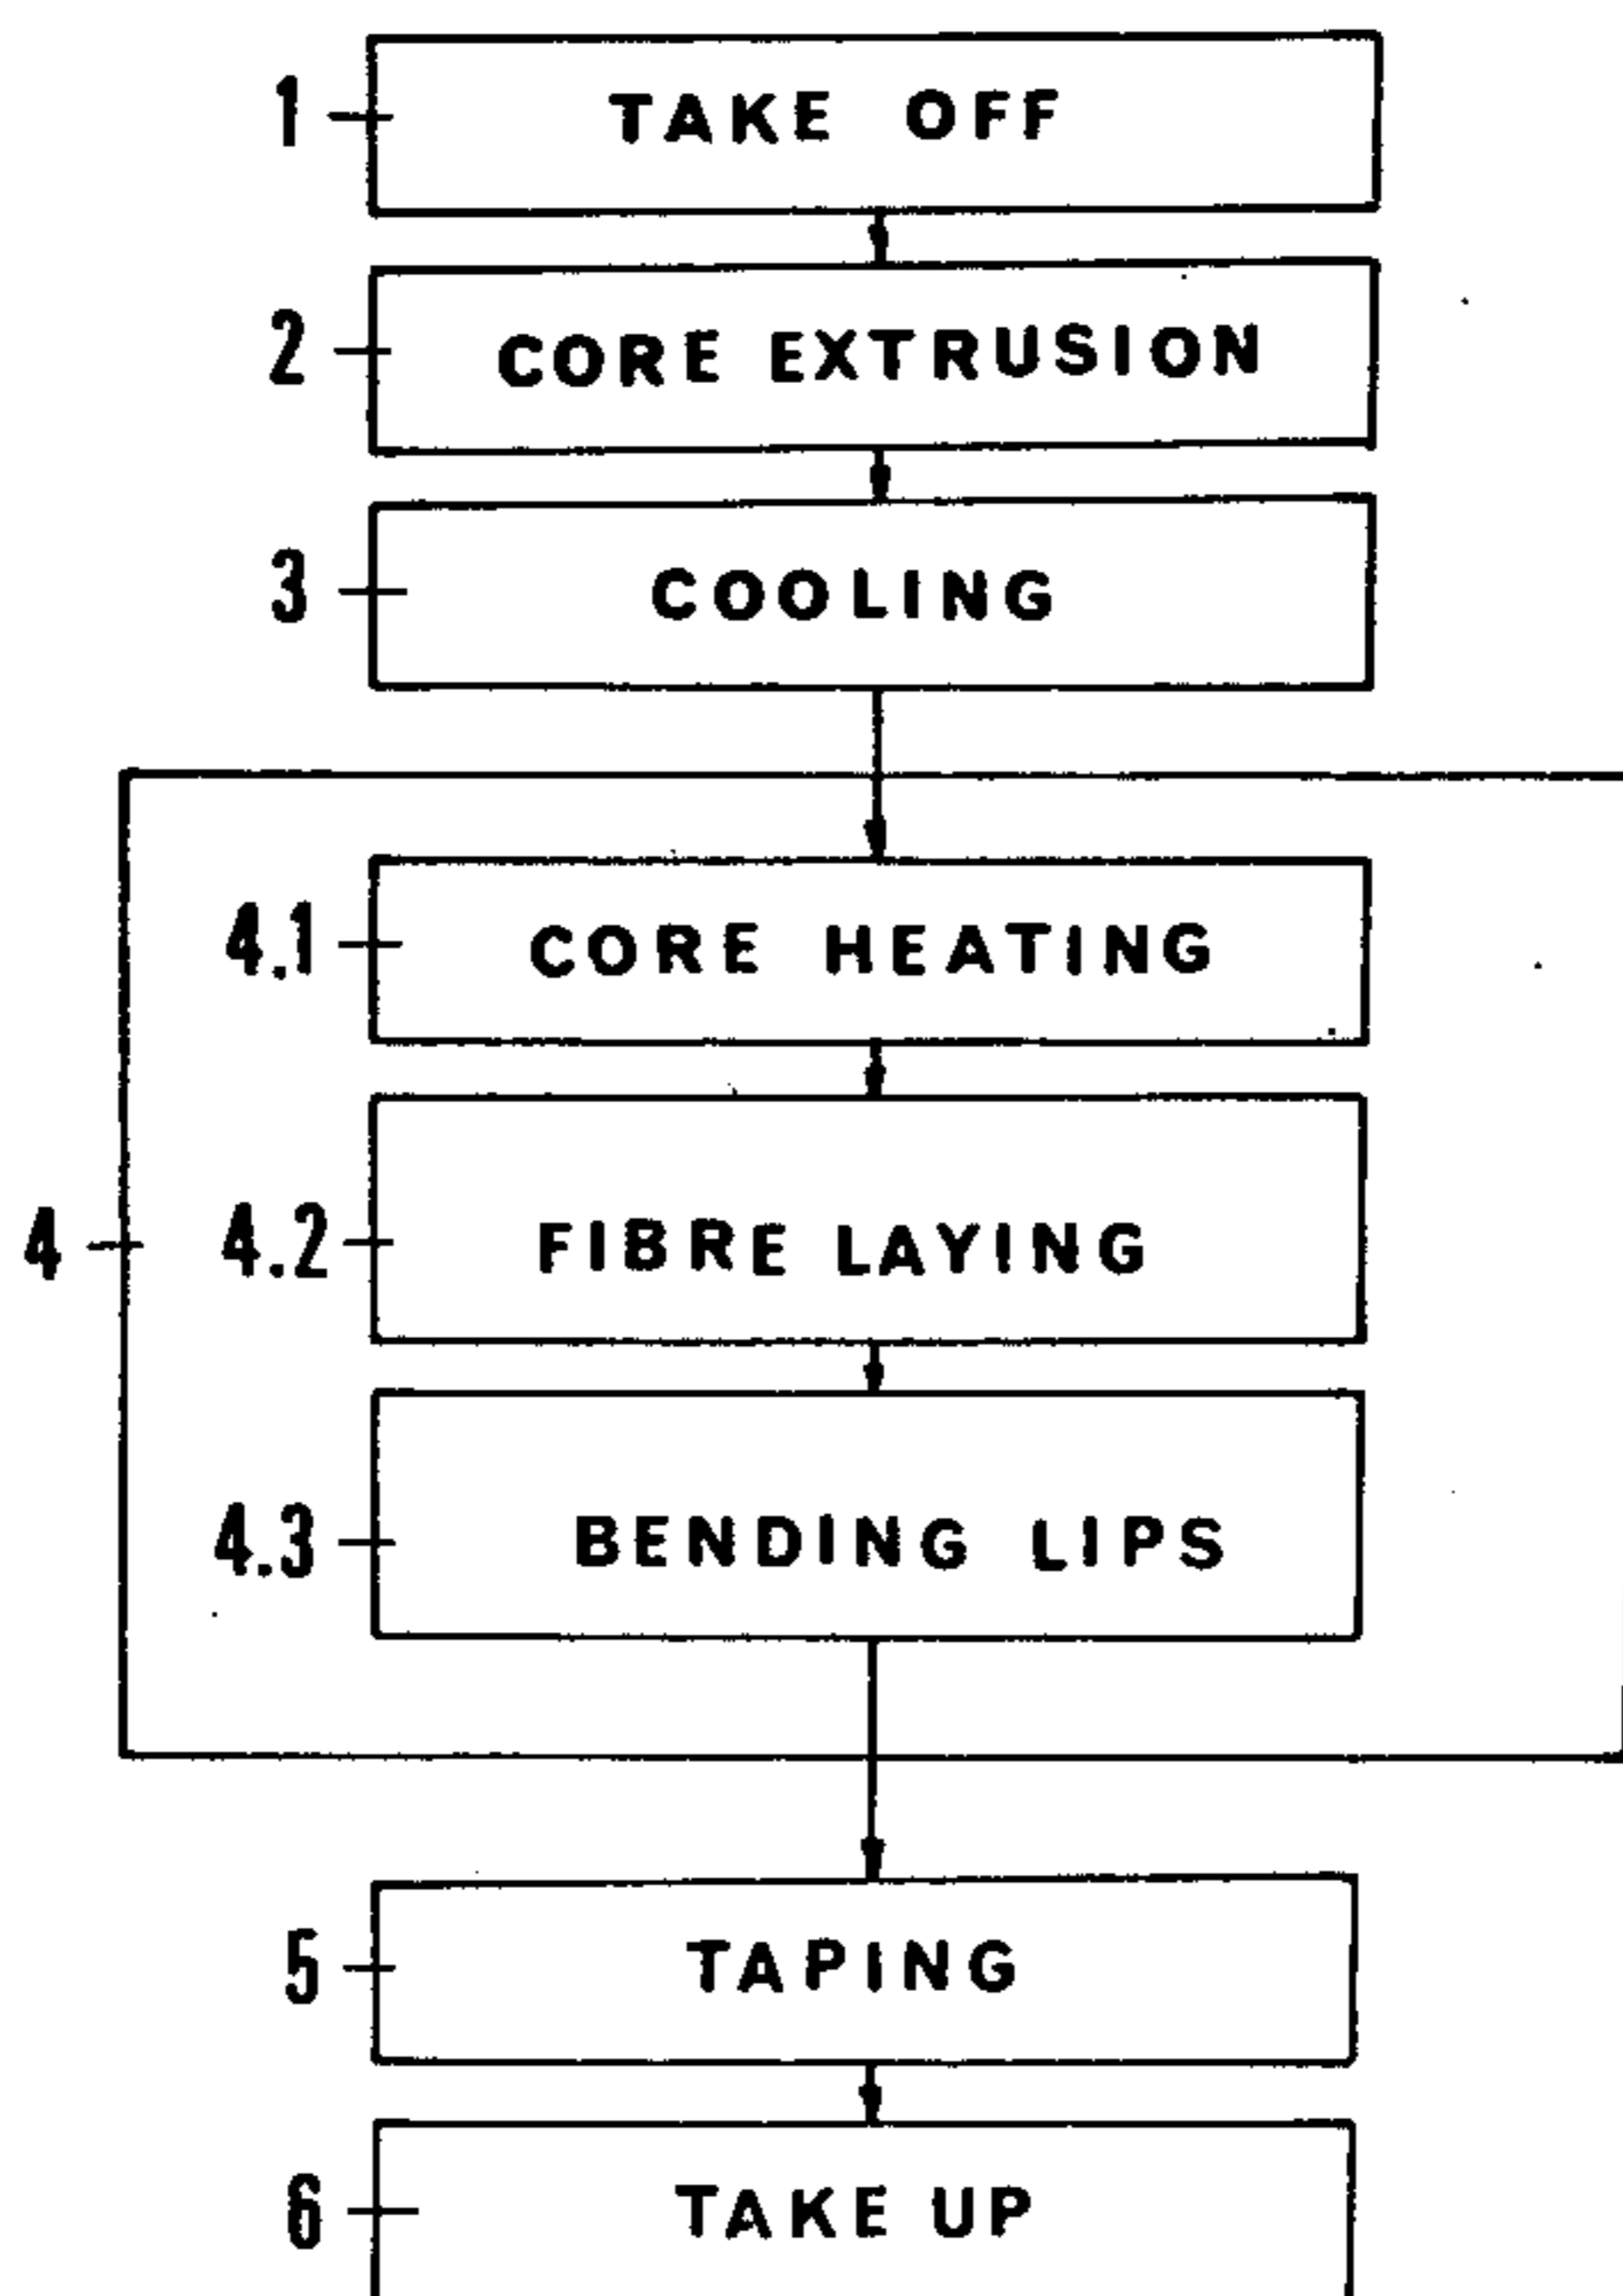 1 TAKE OFF
2 CORE EXTRUSION
3 COOLING
4.1 CORE HEATING
4 4.2 FIBRE LAYING
4.3 BENDING LIPS
5 TAPING
6 TAKE UP